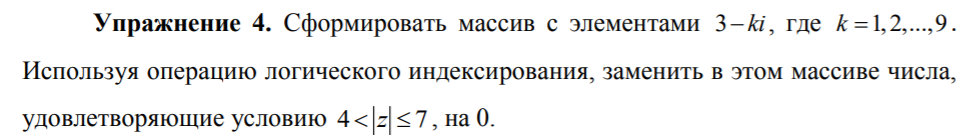 Упражнение 4. Сформировать массив с элементами 3−ki, где k=1,2,...,9.
Используя операцию логического индексирования, заменить в этом массиве числа,
удовлетворяющие условию 4<|z|≤7, на 0.